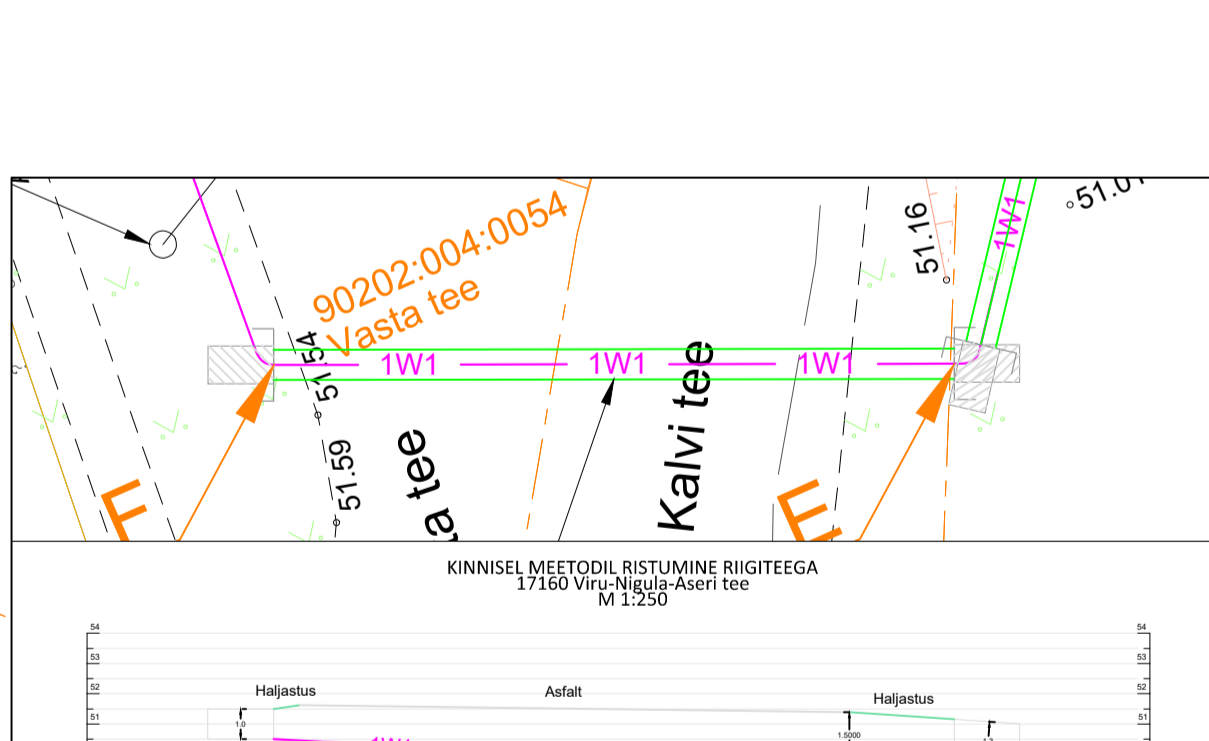 90202:004:0054
Vasta tee
51.16
1W1
51.01
51.54
1W1
1W1
1W1
51.59
a tee
Kalvi tee
F
E
KINNISEL MEETODIL RISTUMINE RIIGITEEGA
17160 Viru-Nigula-Aseri tee
M 1:250
54
54
53
53
52
52
Haljastus
Asfalt
Haljastus
51
51
1.0
1.5000
1W1